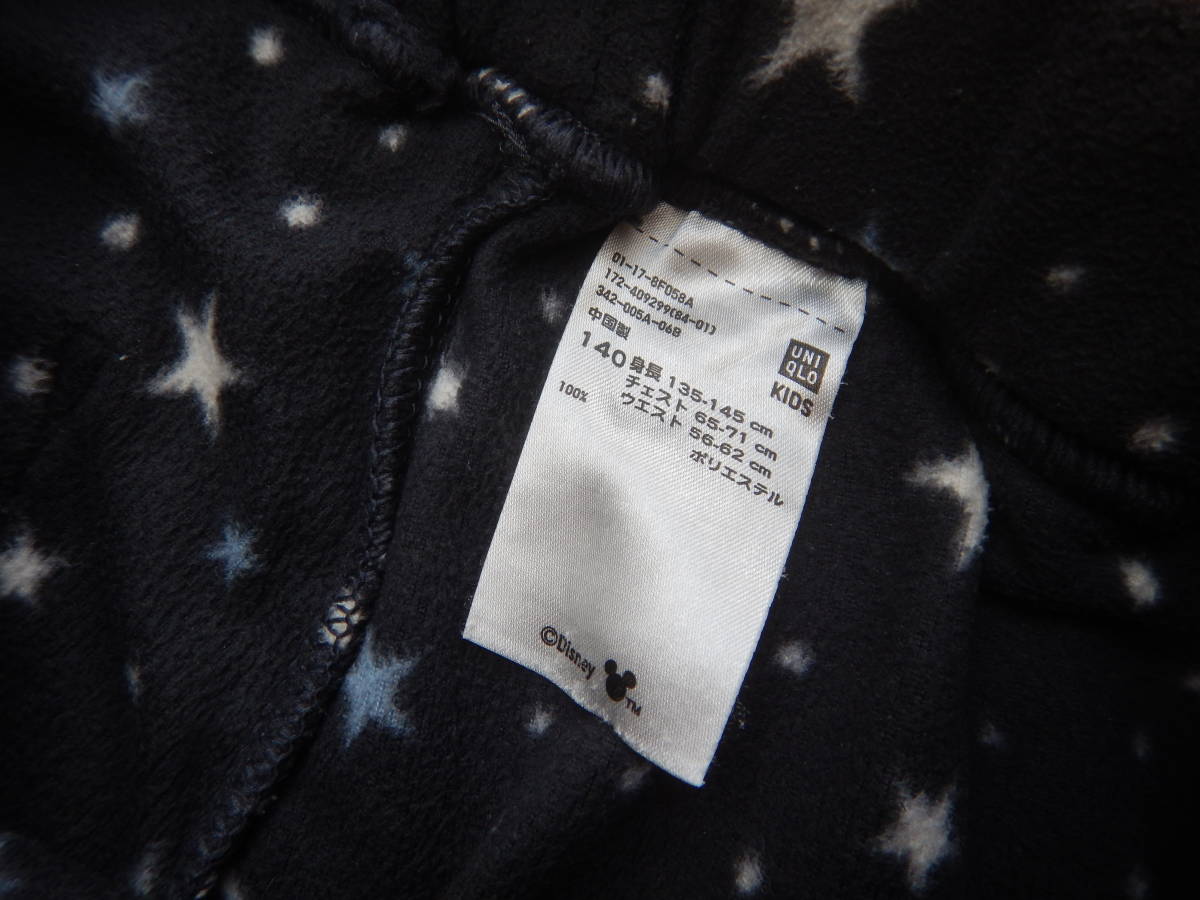 01-17-8F058A
172-409299(84-01)
342-005A-06B
中国製
UNI
QLO
KIDS
140 身長 135-145 cm
チェスト 65-71 cm
ウエスト 56-62 cm
100% ポリエステル
©Disney TM